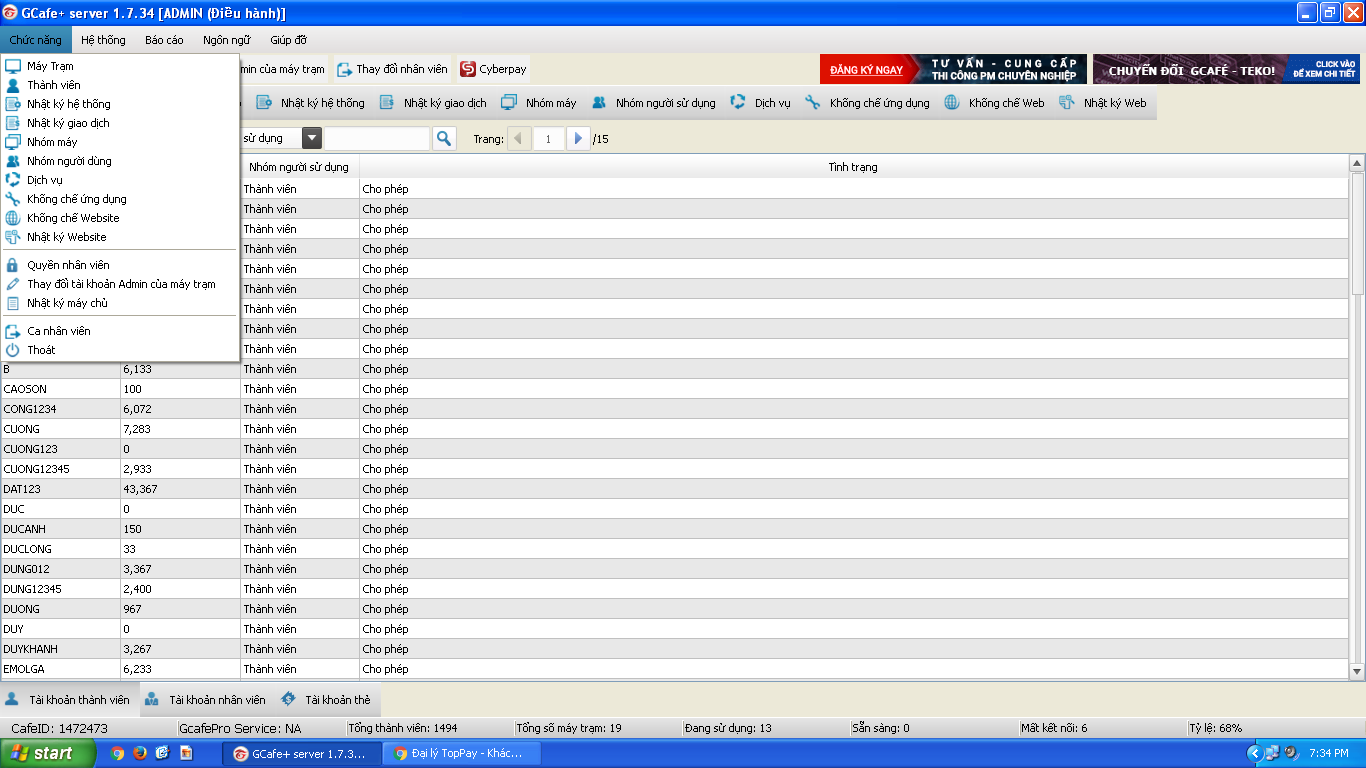 GCafe+ server 1.7.34 [ADMIN (Điều hành)]
Chức năng Hệ thống Báo cáo Ngôn ngữ Giúp đỡ
Máy Trạm
Thành viên
Nhật ký hệ thống
Nhật ký giao dịch
Nhóm máy
Nhóm người dùng
Dịch vụ
Khống chế ứng dụng
Khống chế Website
Nhật ký Website
Quyền nhân viên
Thay đổi tài khoản Admin của máy trạm
Nhật ký máy chủ
Ca nhân viên
Thoát
min của máy trạm Thay đổi nhân viên Cyberpay
ĐĂNG KÝ NGAY
TƯ VẤN - CUNG CẤP
THI CÔNG PM CHUYÊN NGHIỆP
CHUYỂN ĐỔI GCAFÉ - TEKO!
CLICK VÀO
ĐỂ XEM CHI TIẾT
Nhật ký hệ thống Nhật ký giao dịch Nhóm máy Nhóm người sử dụng Dịch vụ Khống chế ứng dụng Khống chế Web Nhật ký Web
sử dụng Trang: 1 /15
Nhóm người sử dụng Tình trạng
Thành viên Cho phép
Thành viên Cho phép
Thành viên Cho phép
Thành viên Cho phép
Thành viên Cho phép
Thành viên Cho phép
Thành viên Cho phép
Thành viên Cho phép
Thành viên Cho phép
B 6,133 Thành viên Cho phép
CAOSON 100 Thành viên Cho phép
CONG1234 6,072 Thành viên Cho phép
CUONG 7,283 Thành viên Cho phép
CUONG123 0 Thành viên Cho phép
CUONG12345 2,933 Thành viên Cho phép
DAT123 43,367 Thành viên Cho phép
DUC 0 Thành viên Cho phép
DUCANH 150 Thành viên Cho phép
DUCLONG 33 Thành viên Cho phép
DUNG012 3,367 Thành viên Cho phép
DUNG12345 2,400 Thành viên Cho phép
DUONG 967 Thành viên Cho phép
DUY 0 Thành viên Cho phép
DUYKHANH 3,267 Thành viên Cho phép
EMOLGA 6,233 Thành viên Cho phép
Tài khoản thành viên Tài khoản nhân viên Tài khoản thẻ
CafeID: 1472473 GcafePro Service: NA Tổng thành viên: 1494 Tổng số máy trạm: 19 Đang sử dụng: 13 Sẵn sàng: 0 Mất kết nối: 6 Tỷ lệ: 68%
start GCafe+ server 1.7.3... Đại lý TopPay - Khác... 7:34 PM